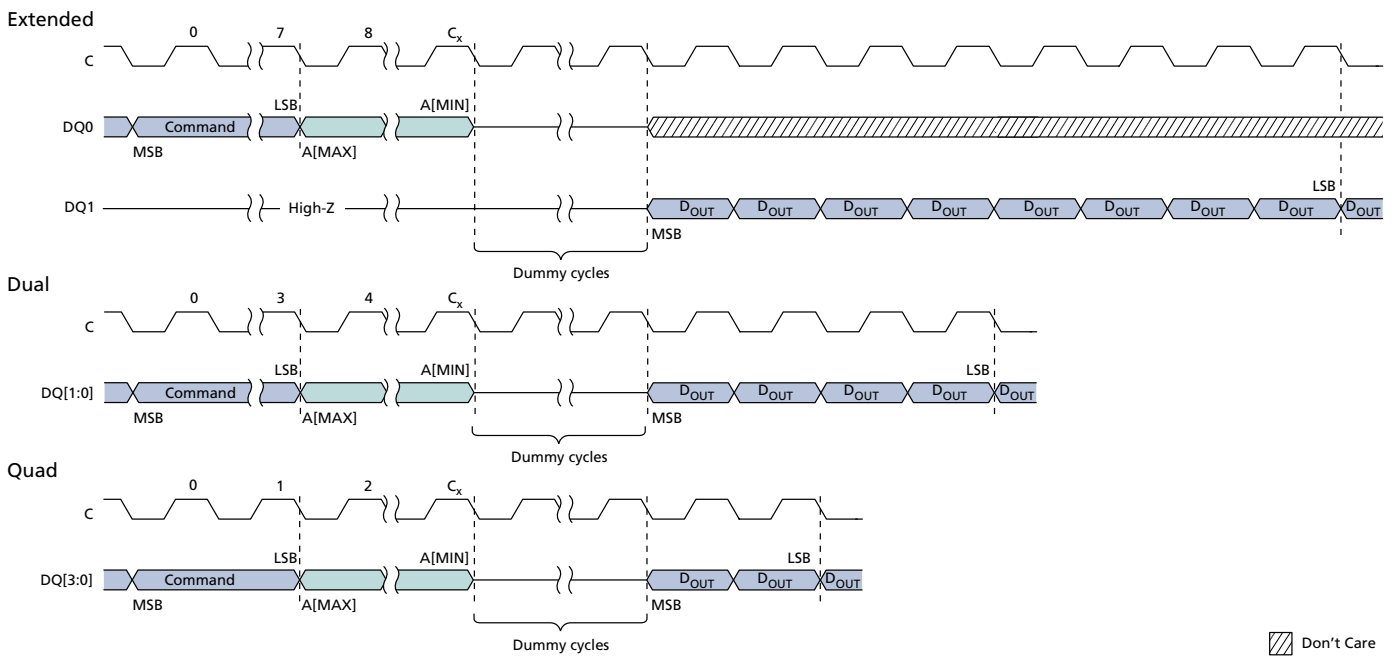 Extended
0 7 8 Cx
C
LSB A[MIN]
DQ0 Command
MSB A[MAX]
LSB
DQ1 High-Z DOUT DOUT DOUT DOUT DOUT DOUT DOUT DOUT DOUT
MSB
Dummy cycles
Dual
0 3 4 Cx
C
LSB A[MIN] LSB
DQ[1:0] Command DOUT DOUT DOUT DOUT DOUT
MSB A[MAX] MSB
Dummy cycles
Quad
0 1 2 Cx
C
LSB A[MIN] LSB
DQ[3:0] Command DOUT DOUT DOUT
MSB A[MAX] MSB
Dummy cycles
Don't Care